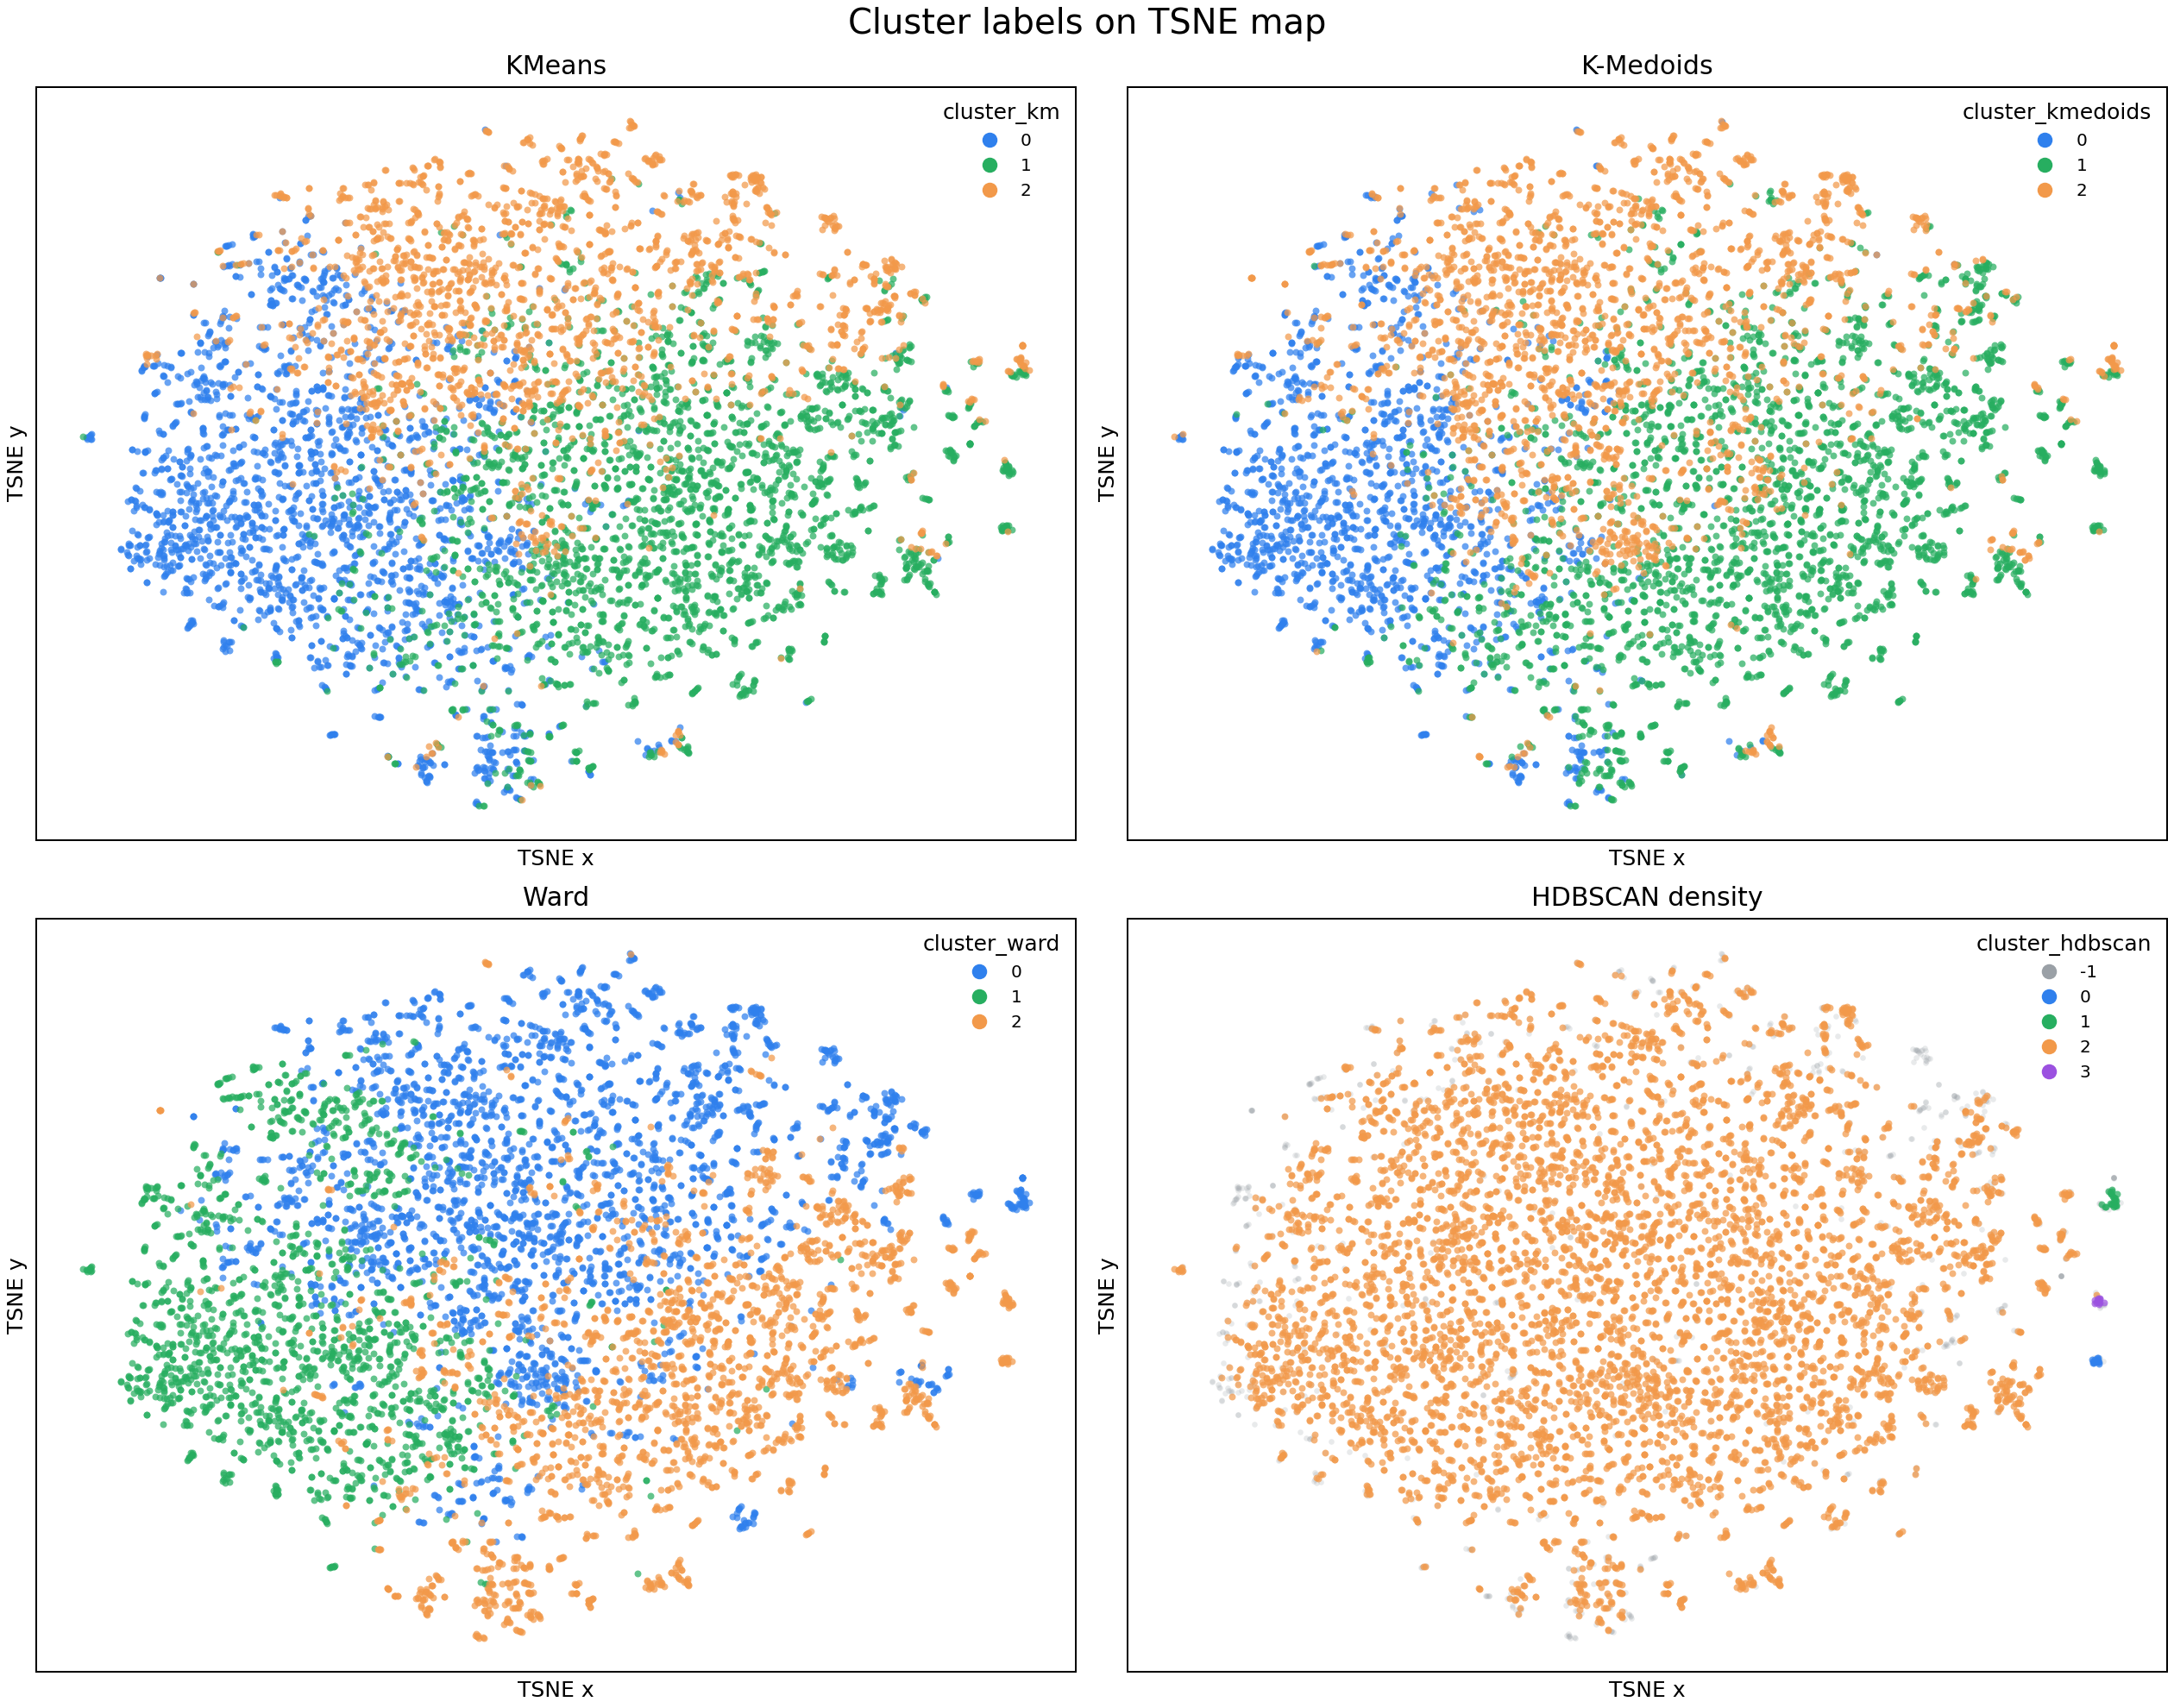 Cluster labels on TSNE map
KMeans
cluster_km
0
1
2
TSNE y
TSNE x
K-Medoids
cluster_kmedoids
0
1
2
TSNE y
TSNE x
Ward
cluster_ward
0
1
2
TSNE y
TSNE x
HDBSCAN density
cluster_hdbscan
-1
0
1
2
3
TSNE y
TSNE x